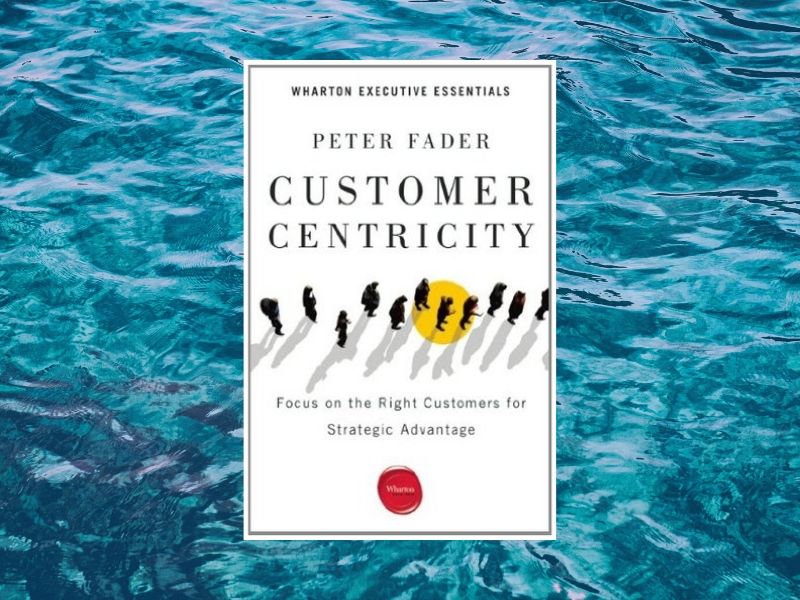 WHARTON EXECUTIVE ESSENTIALS
PETER FADER
CUSTOMER
CENTRICITY
Focus on the Right Customers for
Strategic Advantage
Wharton